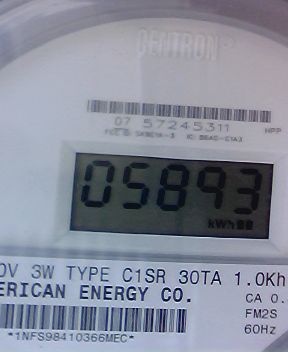 CENTRON
07 57245311
HPP
05893
kWh
0V 3W TYPE C1SR 30TA 1.0Kh
ERICAN ENERGY CO.
CA 0.
FM2S
60Hz
*1NFS98410366MEC*